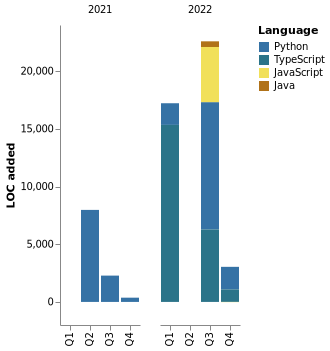 2021
2022
Language
Python
TypeScript
JavaScript
Java
LOC added
20,000
15,000
10,000
5,000
0
Q1
Q2
Q3
Q4
Q1
Q2
Q3
Q4